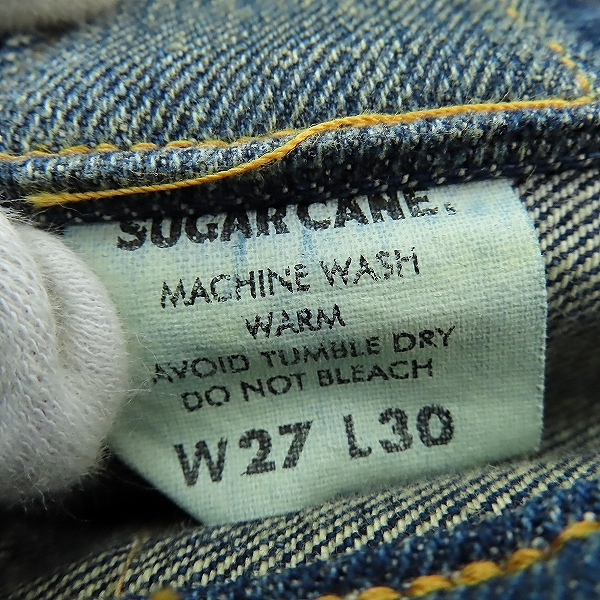 SUGAR CANE.
MACHINE WASH
WARM
AVOID TUMBLE DRY
DO NOT BLEACH
W27 L30